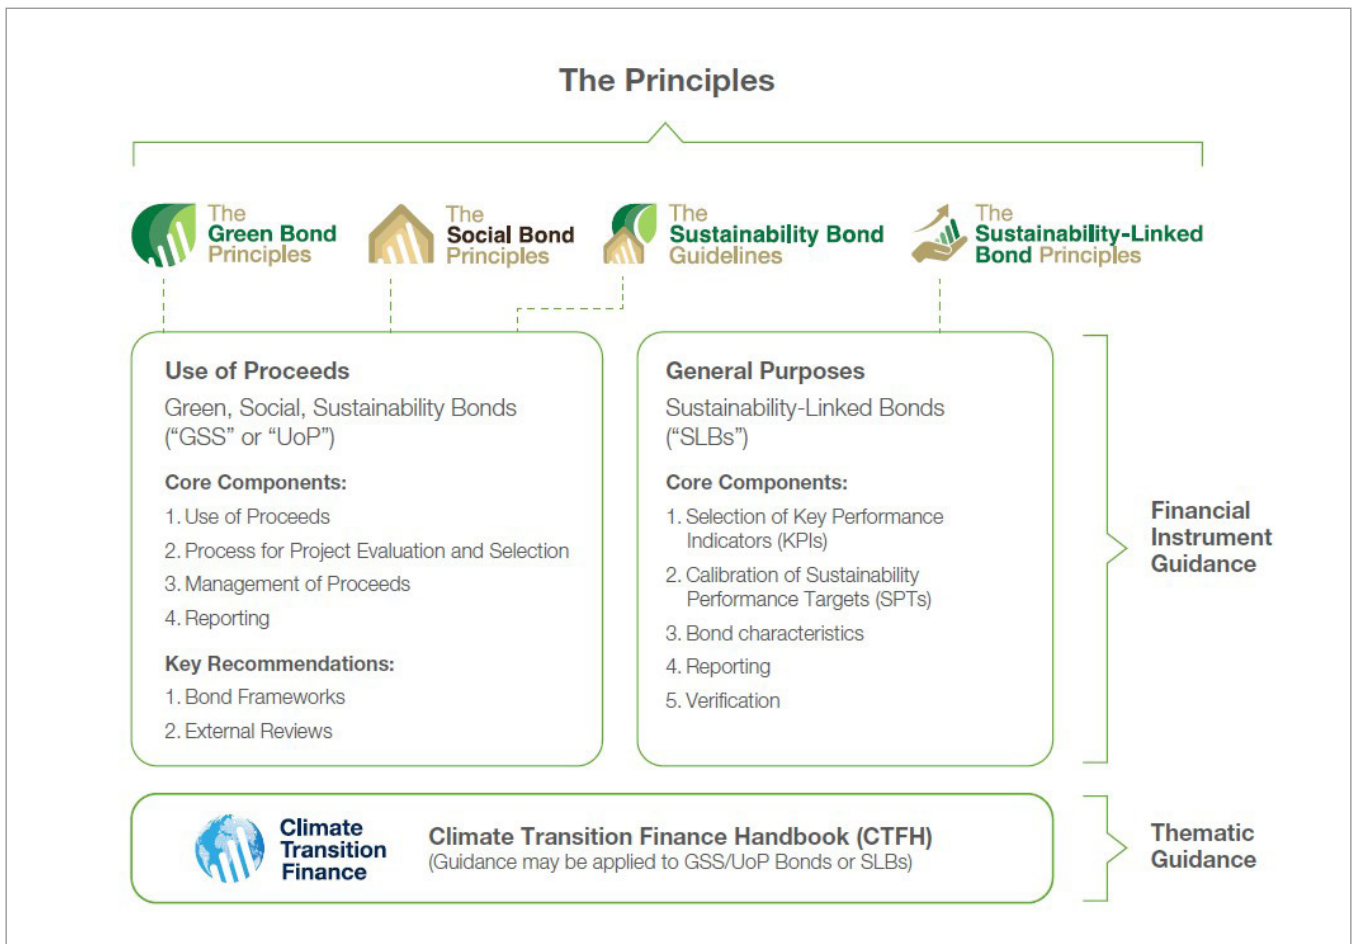 The Principles
The
Green Bond
Principles
The
Social Bond
Principles
The
Sustainability Bond
Guidelines
The
Sustainability-Linked
Bond Principles
Use of Proceeds
Green, Social, Sustainability Bonds
(“GSS” or “UoP”)
Core Components:
1. Use of Proceeds
2. Process for Project Evaluation and Selection
3. Management of Proceeds
4. Reporting
Key Recommendations:
1. Bond Frameworks
2. External Reviews
General Purposes
Sustainability-Linked Bonds
(“SLBs”)
Core Components:
1. Selection of Key Performance
Indicators (KPIs)
2. Calibration of Sustainability
Performance Targets (SPTs)
3. Bond characteristics
4. Reporting
5. Verification
Financial
Instrument
Guidance
Climate
Transition
Finance
Climate Transition Finance Handbook (CTFH)
(Guidance may be applied to GSS/UoP Bonds or SLBs)
Thematic
Guidance